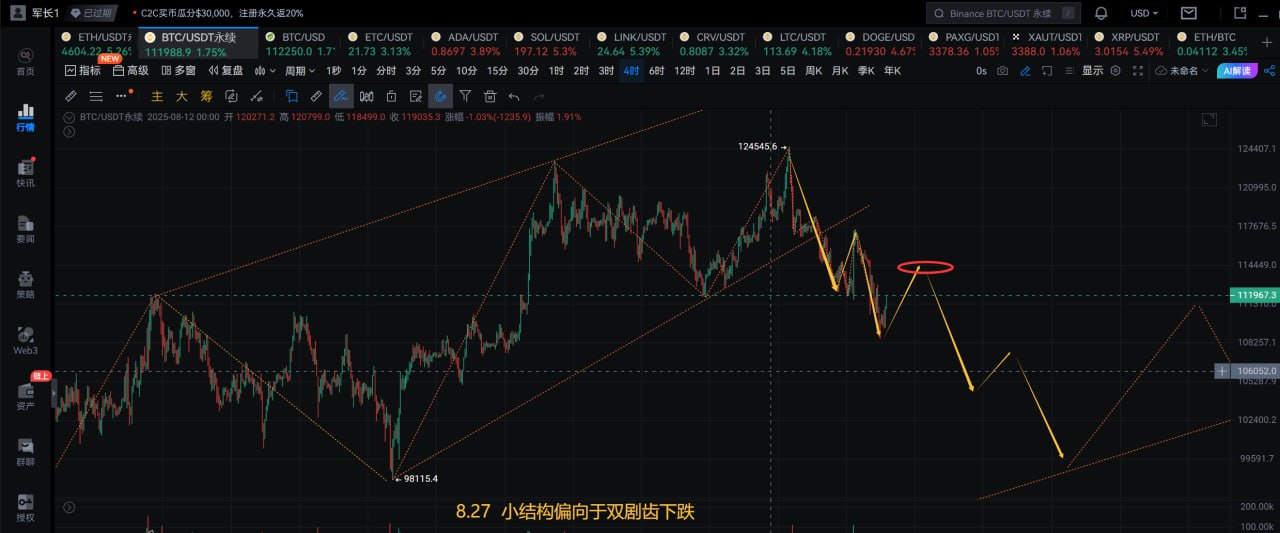 军长1 已过期 • C2C买币瓜分$30,000，注册永久返20% Binance BTC/USDT 永续 / USD
ETH/USDT永 BTC/USDT永续 BTC/USD ETC/USDT ADA/USDT SOL/USDT LINK/USDT CRV/USDT LTC/USDT DOGE/USD PAXG/USD1 XAUT/USD1 XRP/USDT ETH/BTC
4604.22 5.26% 111988.9 1.75% 112250.0 1.7 21.73 3.13% 0.8697 3.89% 197.12 5.3% 24.64 5.39% 0.8087 3.32% 113.69 4.18% 0.21930 4.67% 3378.36 1.05% 3388.0 1.06% 3.0154 5.49% 0.04112 3.45%
NEW
指标 高级 多窗 复盘 周期 1秒 1分 3分 5分 10分 15分 30分 1时 2时 3时 4时 6时 12时 1日 2日 3日 5日 周K 月K 季K 年K 0s 显示 未命名 AI解读
主 大 筹
BTC/USDT永续 2025-08-12 00:00 开 120271.2 高 120799.0 低 118499.0 收 119035.3 涨幅 -1.03%(-1235.9) 振幅 1.91%
首页
行情
快讯
要闻
策略
Web3
链上
资产
群聊
授权
124545.6
98115.4
8.27 小结构偏向于双剧齿下跌
124407.1
120995.0
117676.5
114449.0
111967.3
111310.0
108257.1
106052.0
105287.9
102400.2
99591.7
200.00k
100.00k